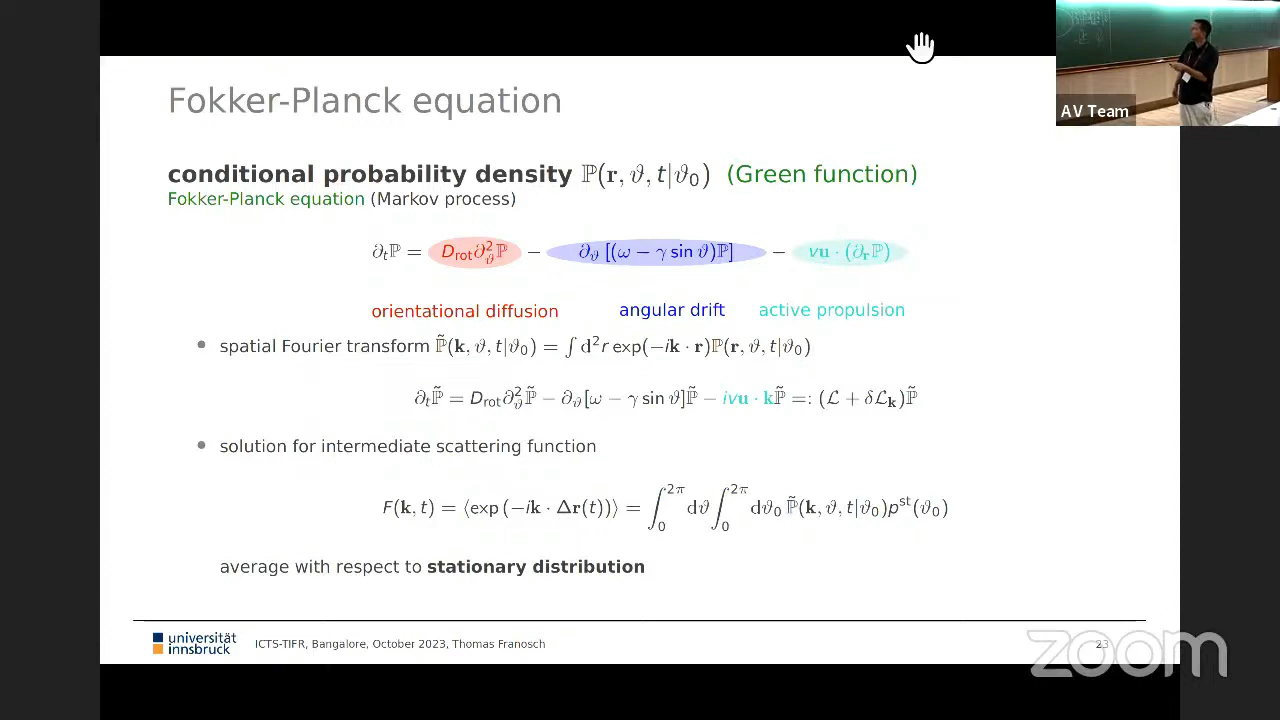 AV Team
Fokker-Planck equation
conditional probability density ℙ(r, ϑ, t|ϑ₀) (Green function)
Fokker-Planck equation (Markov process)
∂ₜℙ = D_rot ∂²_ϑ ℙ − ∂_ϑ [(ω − γ sin ϑ)ℙ] − vu · (∂_r ℙ)
orientational diffusion angular drift active propulsion
• spatial Fourier transform ℙ̃(k, ϑ, t|ϑ₀) = ∫ d²r exp(−ik · r)ℙ(r, ϑ, t|ϑ₀)
∂ₜℙ̃ = D_rot ∂²_ϑ ℙ̃ − ∂_ϑ[ω − γ sin ϑ]ℙ̃ − ivu · kℙ̃ =: (ℒ + δℒ_k)ℙ̃
• solution for intermediate scattering function
F(k, t) = ⟨exp (−ik · Δr(t))⟩ = ∫₀^{2π} dϑ ∫₀^{2π} dϑ₀ ℙ̃(k, ϑ, t|ϑ₀)p^{st}(ϑ₀)
average with respect to stationary distribution
universität
innsbruck
ICTS-TIFR, Bangalore, October 2023, Thomas Franosch
23
zoom